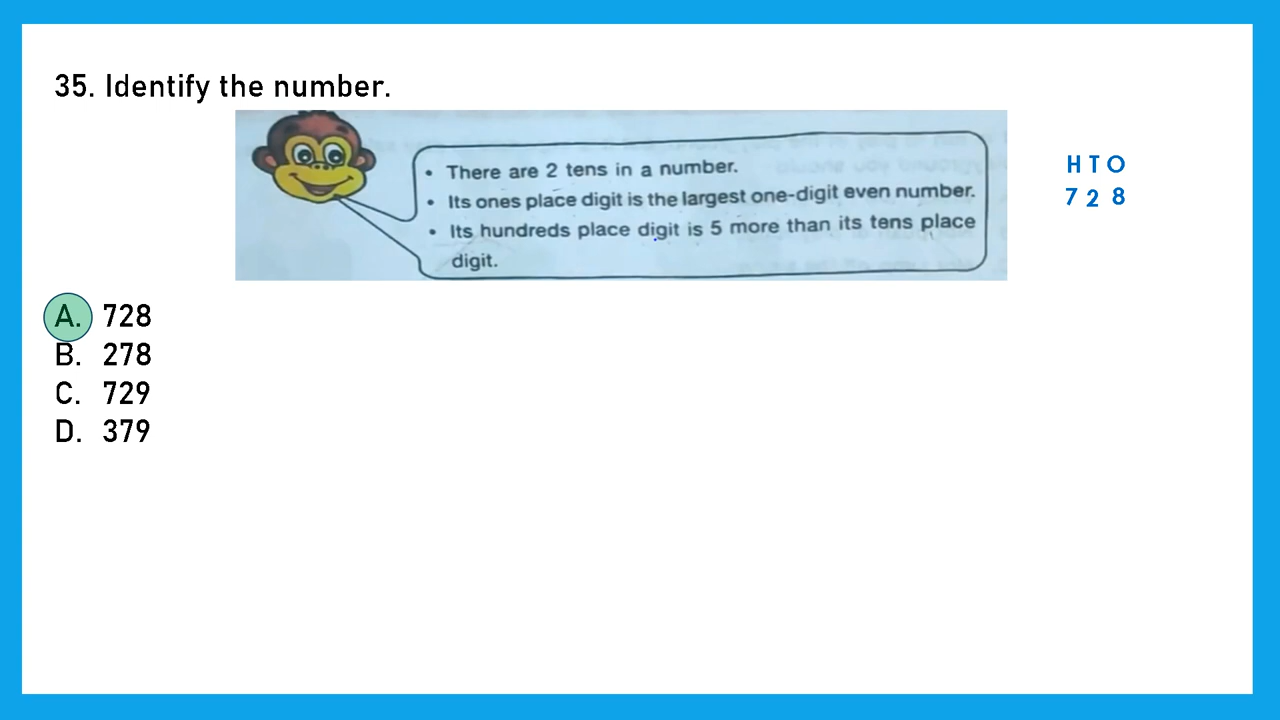 35. Identify the number.
• There are 2 tens in a number.
• Its ones place digit is the largest one-digit even number.
• Its hundreds place digit is 5 more than its tens place
digit.
H T O
7 2 8
A. 728
B. 278
C. 729
D. 379